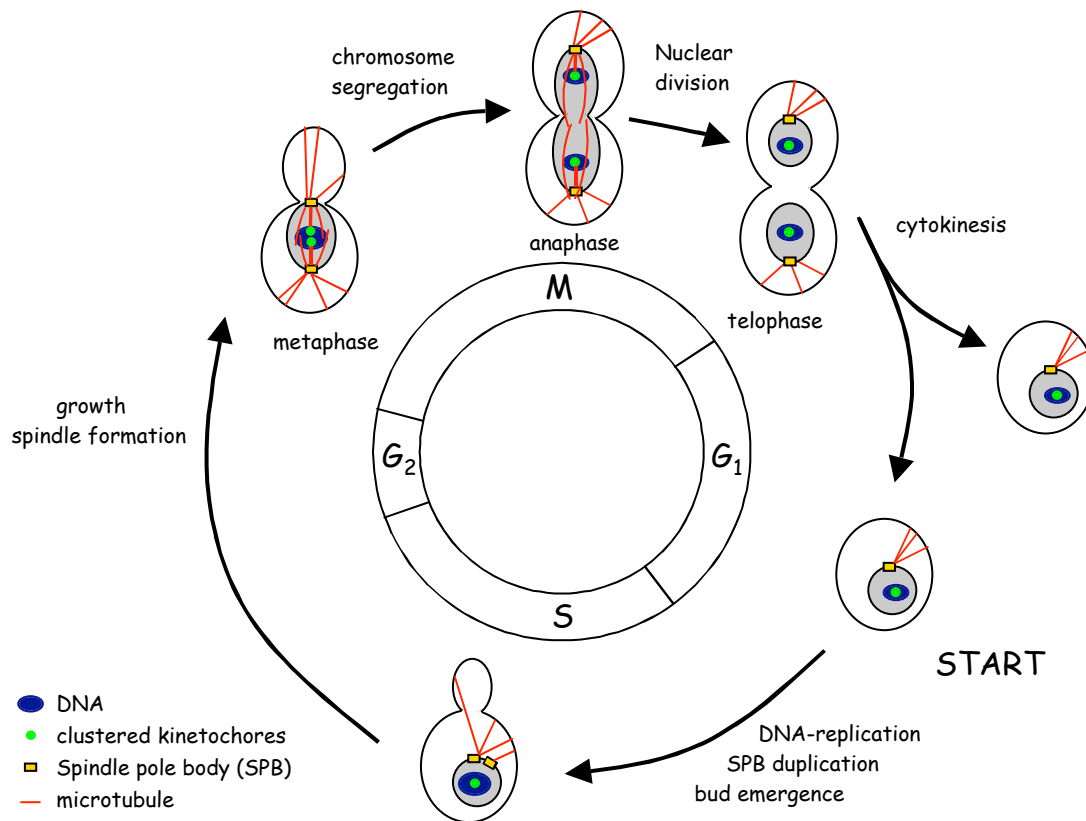 chromosome
segregation
Nuclear
division
anaphase
cytokinesis
telophase
metaphase
M
growth
spindle formation
G₂
G₁
S
START
DNA
clustered kinetochores
Spindle pole body (SPB)
microtubule
DNA-replication
SPB duplication
bud emergence